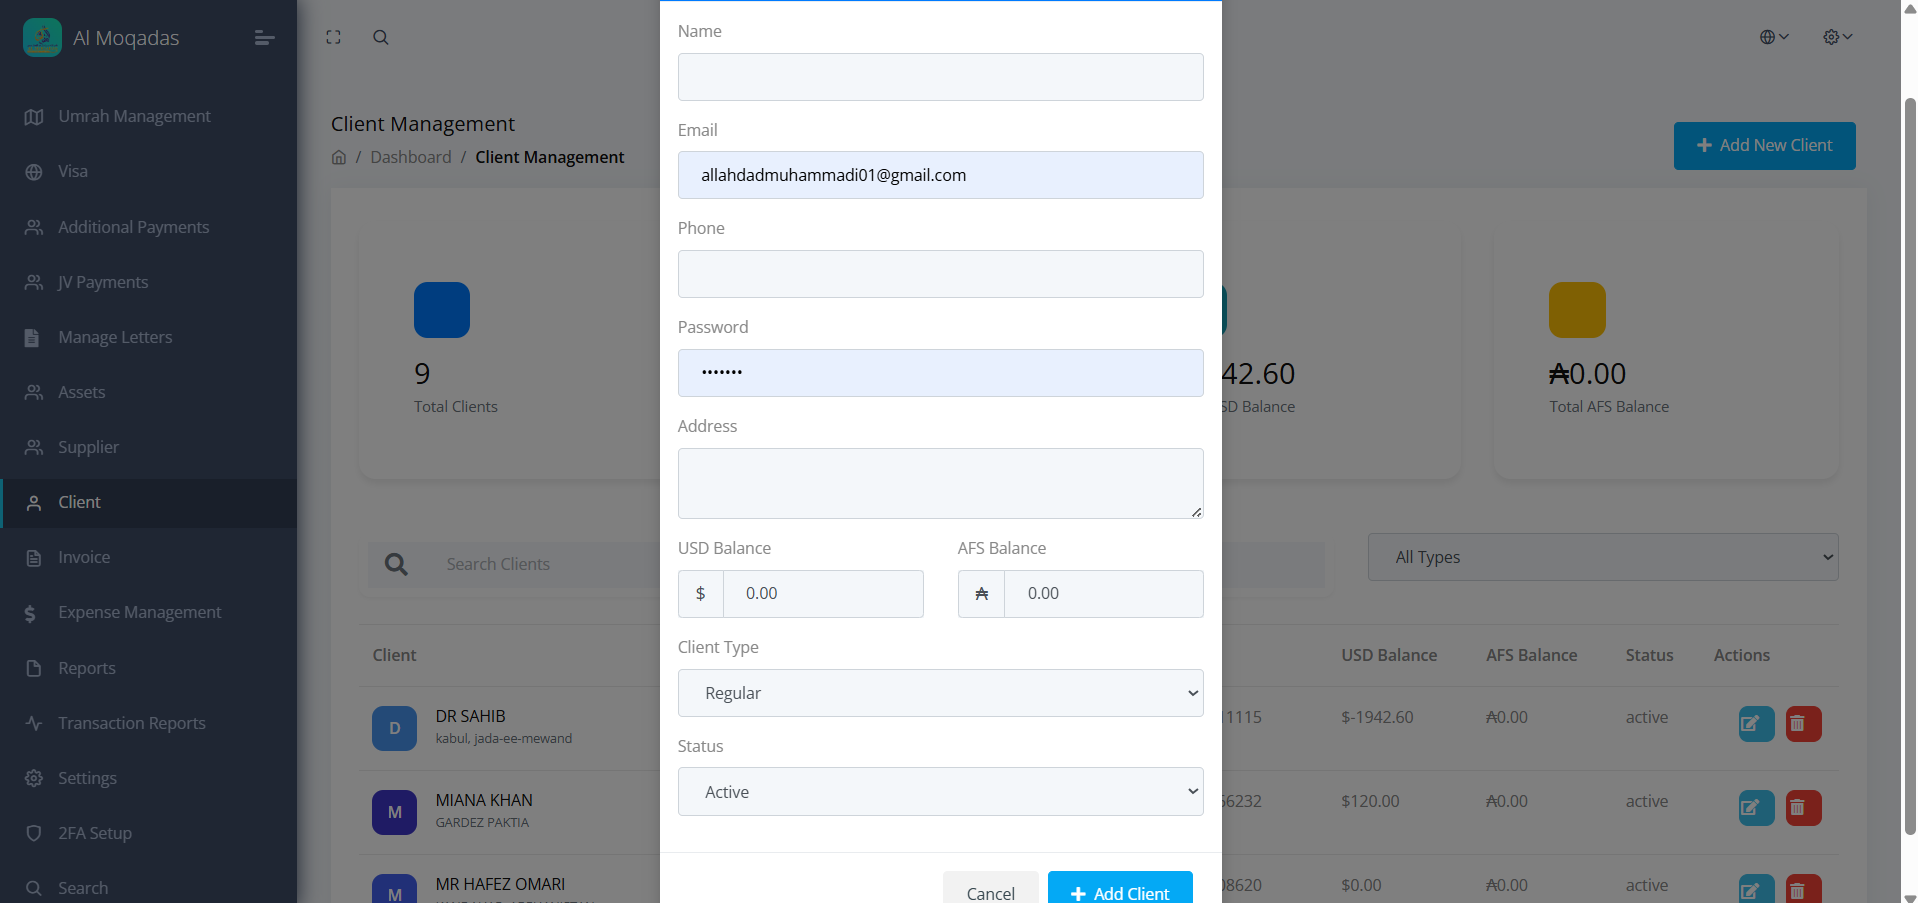 Al Moqadas
Umrah Management
Visa
Additional Payments
JV Payments
Manage Letters
Assets
Supplier
Client
Invoice
Expense Management
Reports
Transaction Reports
Settings
2FA Setup
Search
Client Management
/ Dashboard / Client Management
Add New Client
9
Total Clients
42.60
SD Balance
₳0.00
Total AFS Balance
Search Clients
All Types
Client
USD Balance
AFS Balance
Status
Actions
D
DR SAHIB
kabul, jada-ee-mewand
11115
$-1942.60
₳0.00
active
M
MIANA KHAN
GARDEZ PAKTIA
66232
$120.00
₳0.00
active
M
MR HAFEZ OMARI
08620
$0.00
₳0.00
active
Name
Email
allahdadmuhammadi01@gmail.com
Phone
Password
•••••••
Address
USD Balance
AFS Balance
$ 0.00
₳ 0.00
Client Type
Regular
Status
Active
Cancel
Add Client